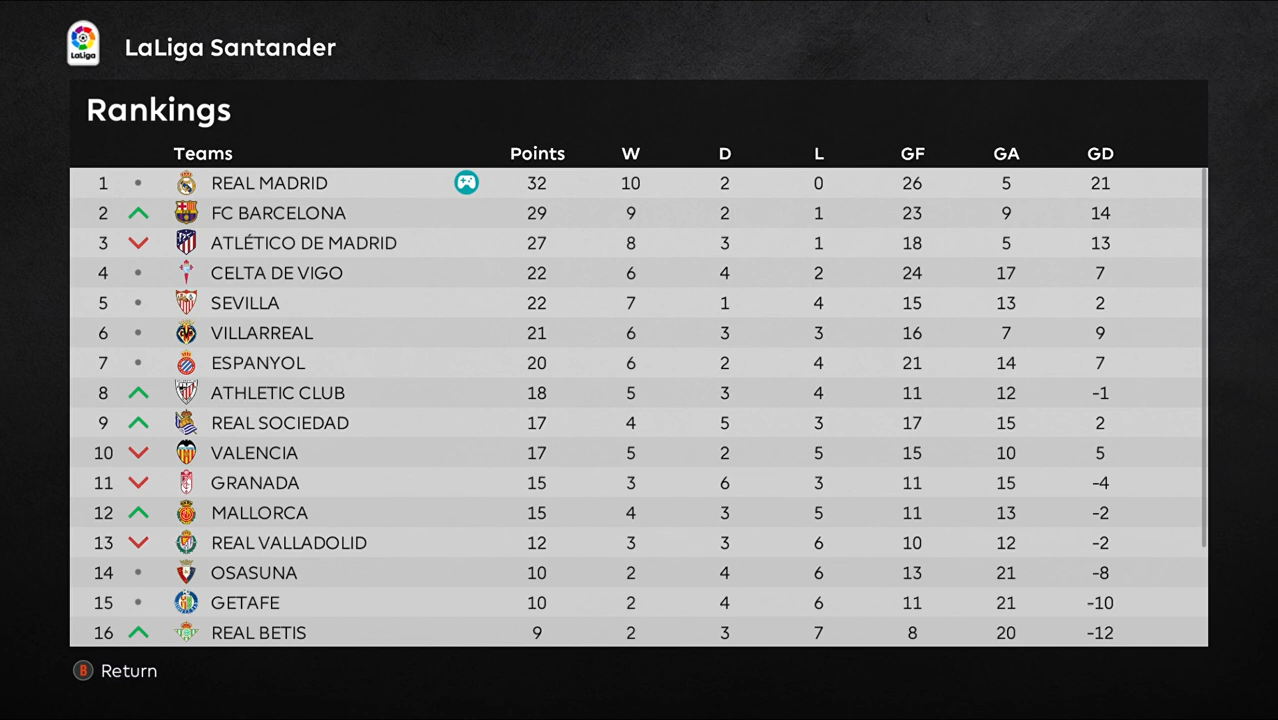 LaLiga
LaLiga Santander
Rankings
Teams Points W D L GF GA GD
1 REAL MADRID 32 10 2 0 26 5 21
2 FC BARCELONA 29 9 2 1 23 9 14
3 ATLÉTICO DE MADRID 27 8 3 1 18 5 13
4 CELTA DE VIGO 22 6 4 2 24 17 7
5 SEVILLA 22 7 1 4 15 13 2
6 VILLARREAL 21 6 3 3 16 7 9
7 ESPANYOL 20 6 2 4 21 14 7
8 ATHLETIC CLUB 18 5 3 4 11 12 -1
9 REAL SOCIEDAD 17 4 5 3 17 15 2
10 VALENCIA 17 5 2 5 15 10 5
11 GRANADA 15 3 6 3 11 15 -4
12 MALLORCA 15 4 3 5 11 13 -2
13 REAL VALLADOLID 12 3 3 6 10 12 -2
14 OSASUNA 10 2 4 6 13 21 -8
15 GETAFE 10 2 4 6 11 21 -10
16 REAL BETIS 9 2 3 7 8 20 -12
B Return